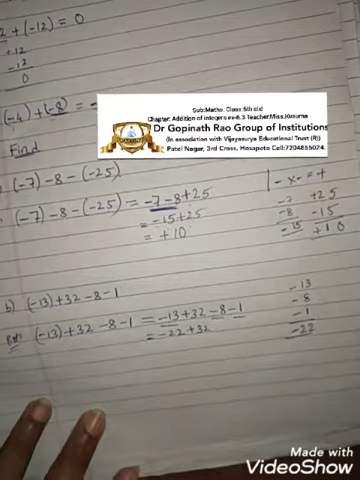 2 + (-12) = 0
+12
-12
0
(-4) + (-8) = -
Sub:Maths. Class:6th std
Chapter: Addition of integers ex-6.3 Teacher:Miss.Kusuma
Dr Gopinath Rao Group of Institutions
(In association with Vijayasurya Educational Trust (R))
Patel Nagar, 3rd Cross, Hosapete Cell:7204855024.
Find
(-7) - 8 - (-25)
(-7) - 8 - (-25) = -7 - 8 + 25
= -15 + 25
= +10
- x - = +
-7
-8
-15
+25
-15
+10
b) (-13) + 32 - 8 - 1
(-13) + 32 - 8 - 1 = -13 + 32 - 8 - 1
= -22 + 32
-13
-8
-1
-22
Made with
VideoShow